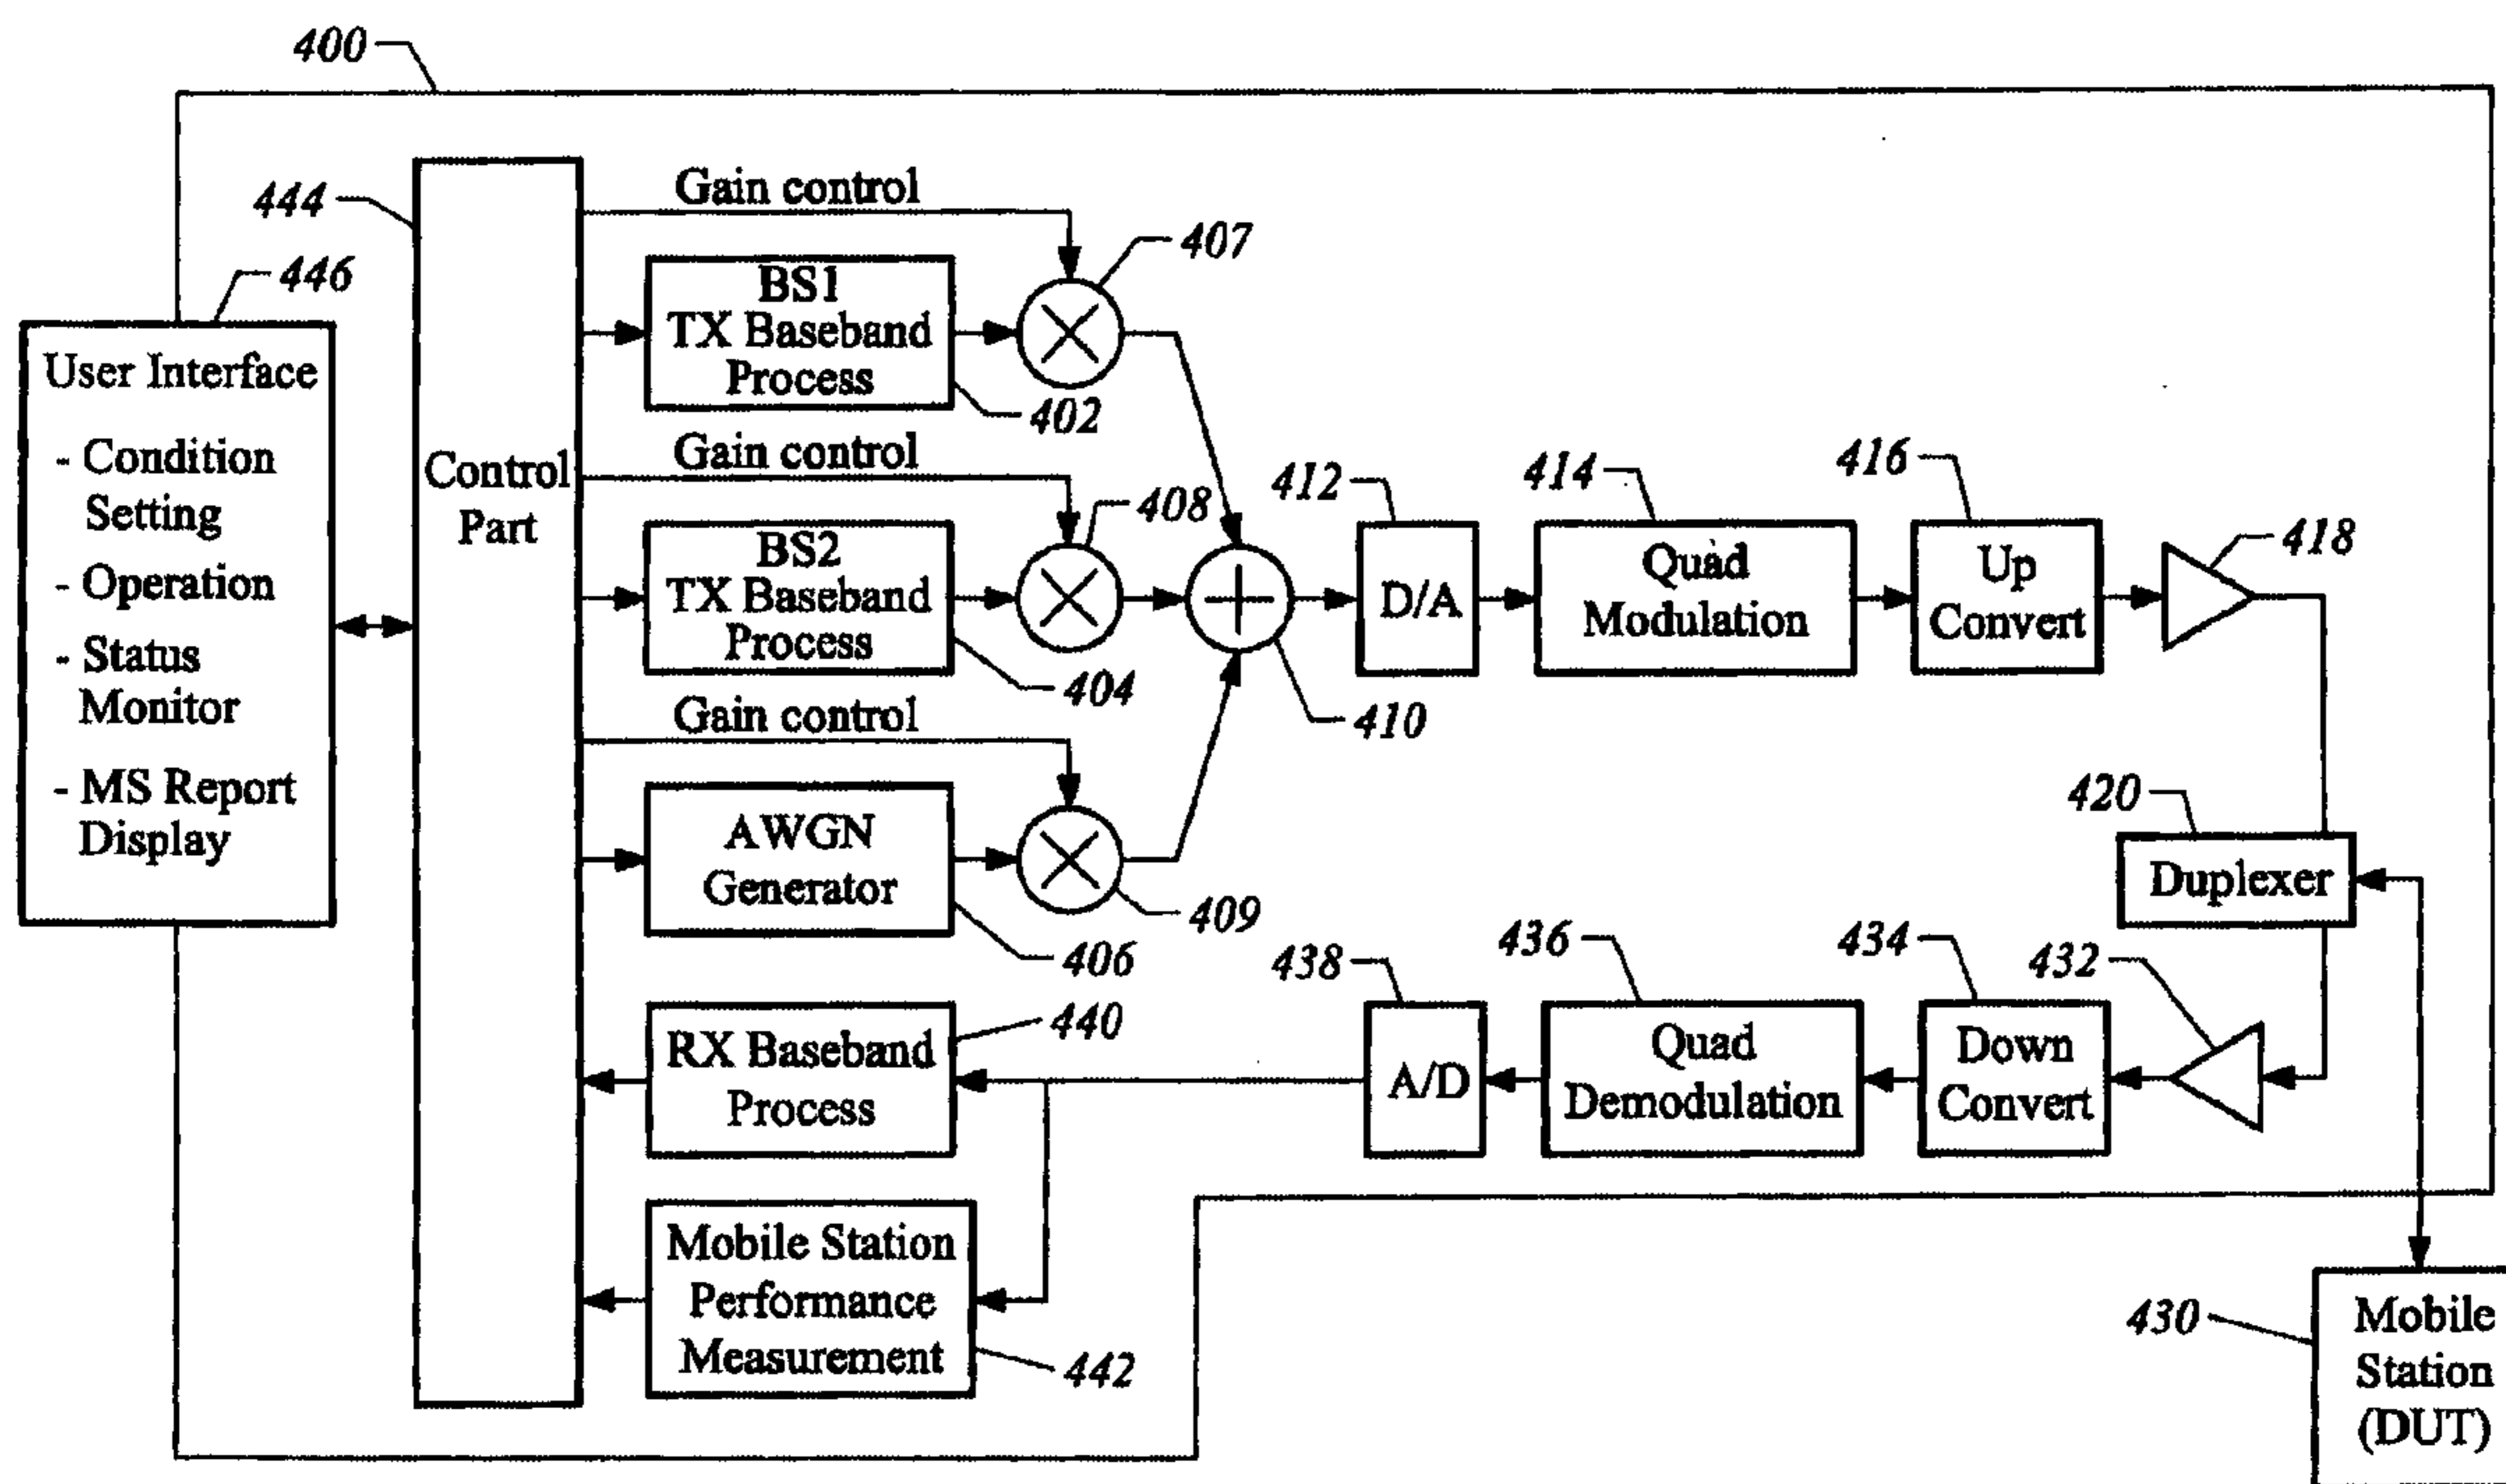 400
444
446
User Interface
- Condition
Setting
- Operation
- Status
Monitor
- MS Report
Display
Control
Part
Gain control
407
BS1
TX Baseband
Process
402
Gain control
408
BS2
TX Baseband
Process
404
Gain control
AWGN
Generator
409
406
410
412
D/A
414
Quad
Modulation
416
Up
Convert
418
420
Duplexer
432
434
Down
Convert
436
Quad
Demodulation
438
A/D
440
RX Baseband
Process
Mobile Station
Performance
Measurement
442
430
Mobile
Station
(DUT)